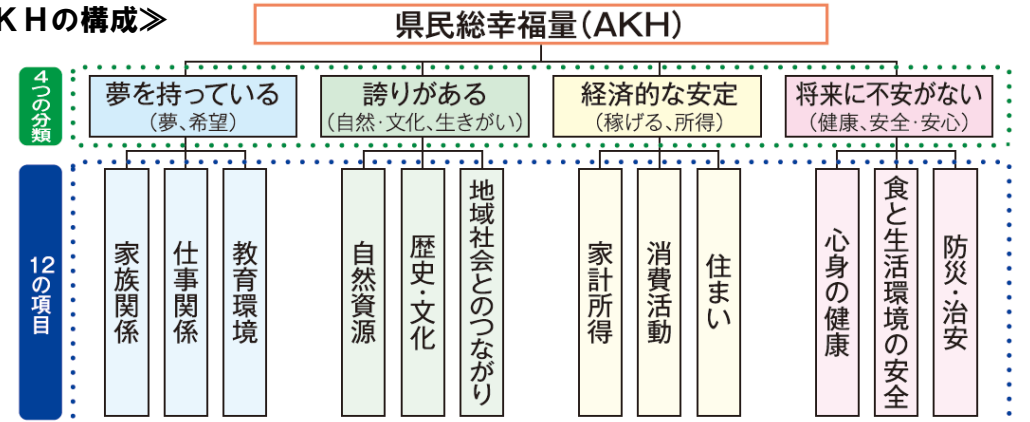 KHの構成≫
県民総幸福量(AKH)
4つの分類
夢を持っている
(夢、希望)
誇りがある
(自然・文化、生きがい)
経済的な安定
(稼げる、所得)
将来に不安がない
(健康、安全・安心)
12の項目
家族関係
仕事関係
教育環境
自然資源
歴史・文化
地域社会とのつながり
家計所得
消費活動
住まい
心身の健康
食と生活環境の安全
防災・治安